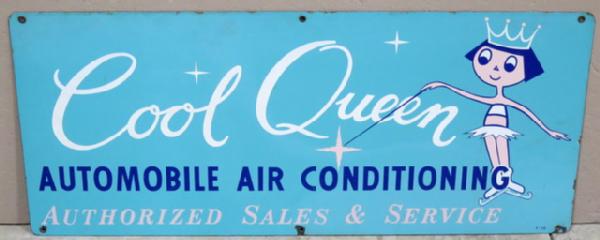 Cool Queen
AUTOMOBILE AIR CONDITIONING
AUTHORIZED SALES & SERVICE